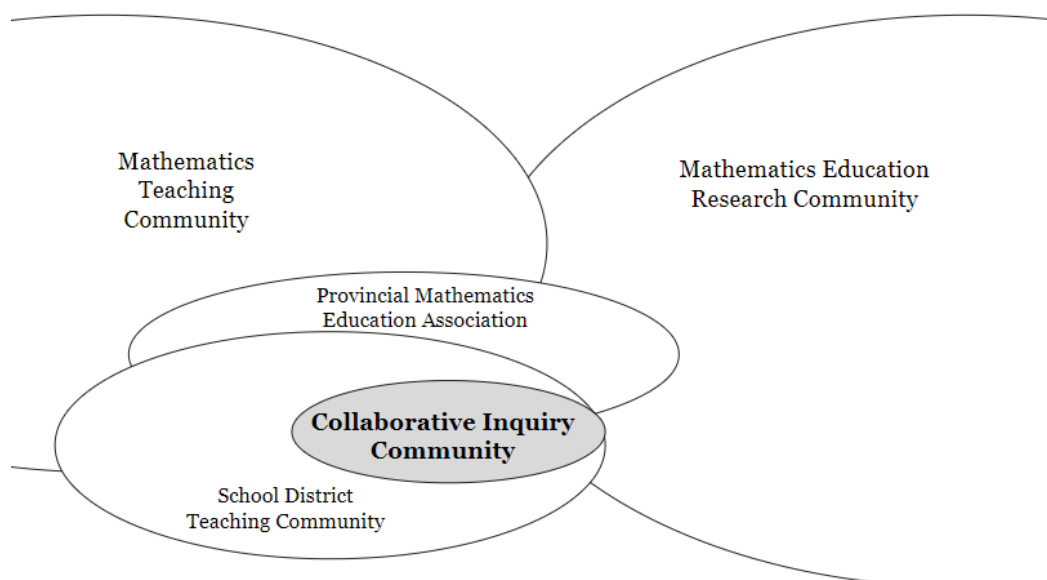 Mathematics
Teaching
Community
Mathematics Education
Research Community
Provincial Mathematics
Education Association
Collaborative Inquiry
Community
School District
Teaching Community